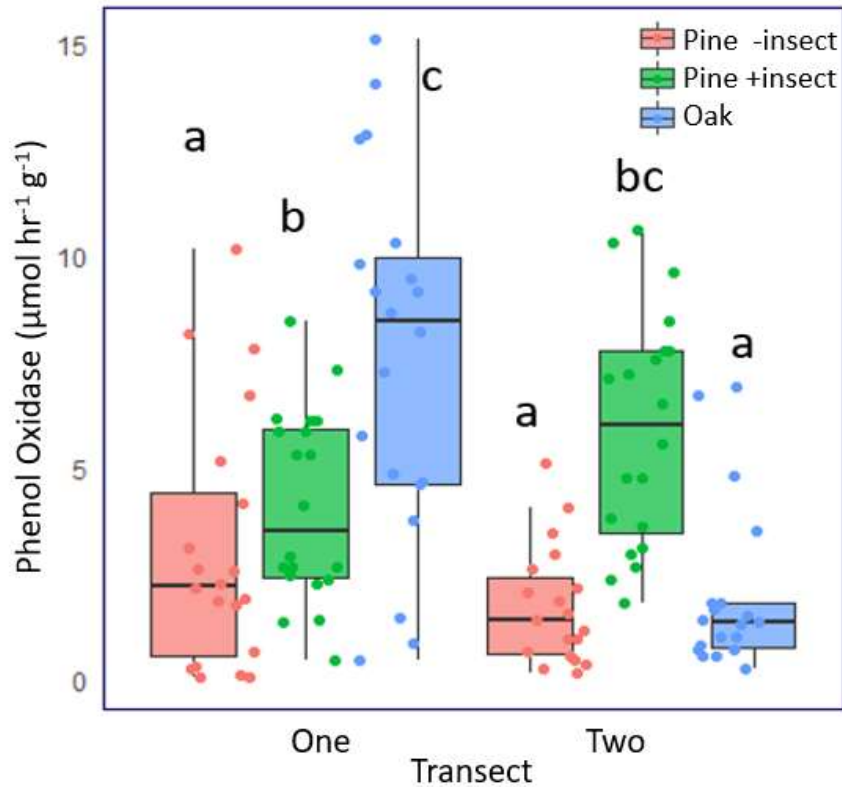 15
10
5
0
Phenol Oxidase (µmol hr⁻¹ g⁻¹)
Pine -insect
Pine +insect
Oak
a
b
c
a
bc
a
One
Two
Transect